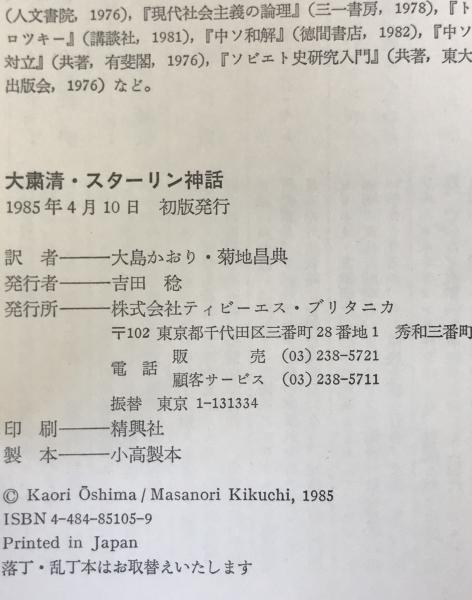 (人文書院, 1976),『現代社会主義の論理』(三一書房, 1978),『ト
ロツキー』(講談社, 1981),『中ソ和解』(徳間書店, 1982),『中ソ
対立』(共著, 有斐閣, 1976),『ソビエト史研究入門』(共著, 東大
出版会, 1976) など。
大粛清・スターリン神話
1985年4月10日 初版発行
訳 者――大島かおり・菊地昌典
発行者――吉田 稔
発行所――株式会社ティビーエス・ブリタニカ
〒102 東京都千代田区三番町28番地1 秀和三番町
電 話 販 売 (03) 238-5721
顧客サービス (03) 238-5711
振替 東京 1-131334
印 刷――精興社
製 本――小高製本
© Kaori Ōshima / Masanori Kikuchi, 1985
ISBN4-484-85105-9
Printed in Japan
落丁・乱丁本はお取替えいたします